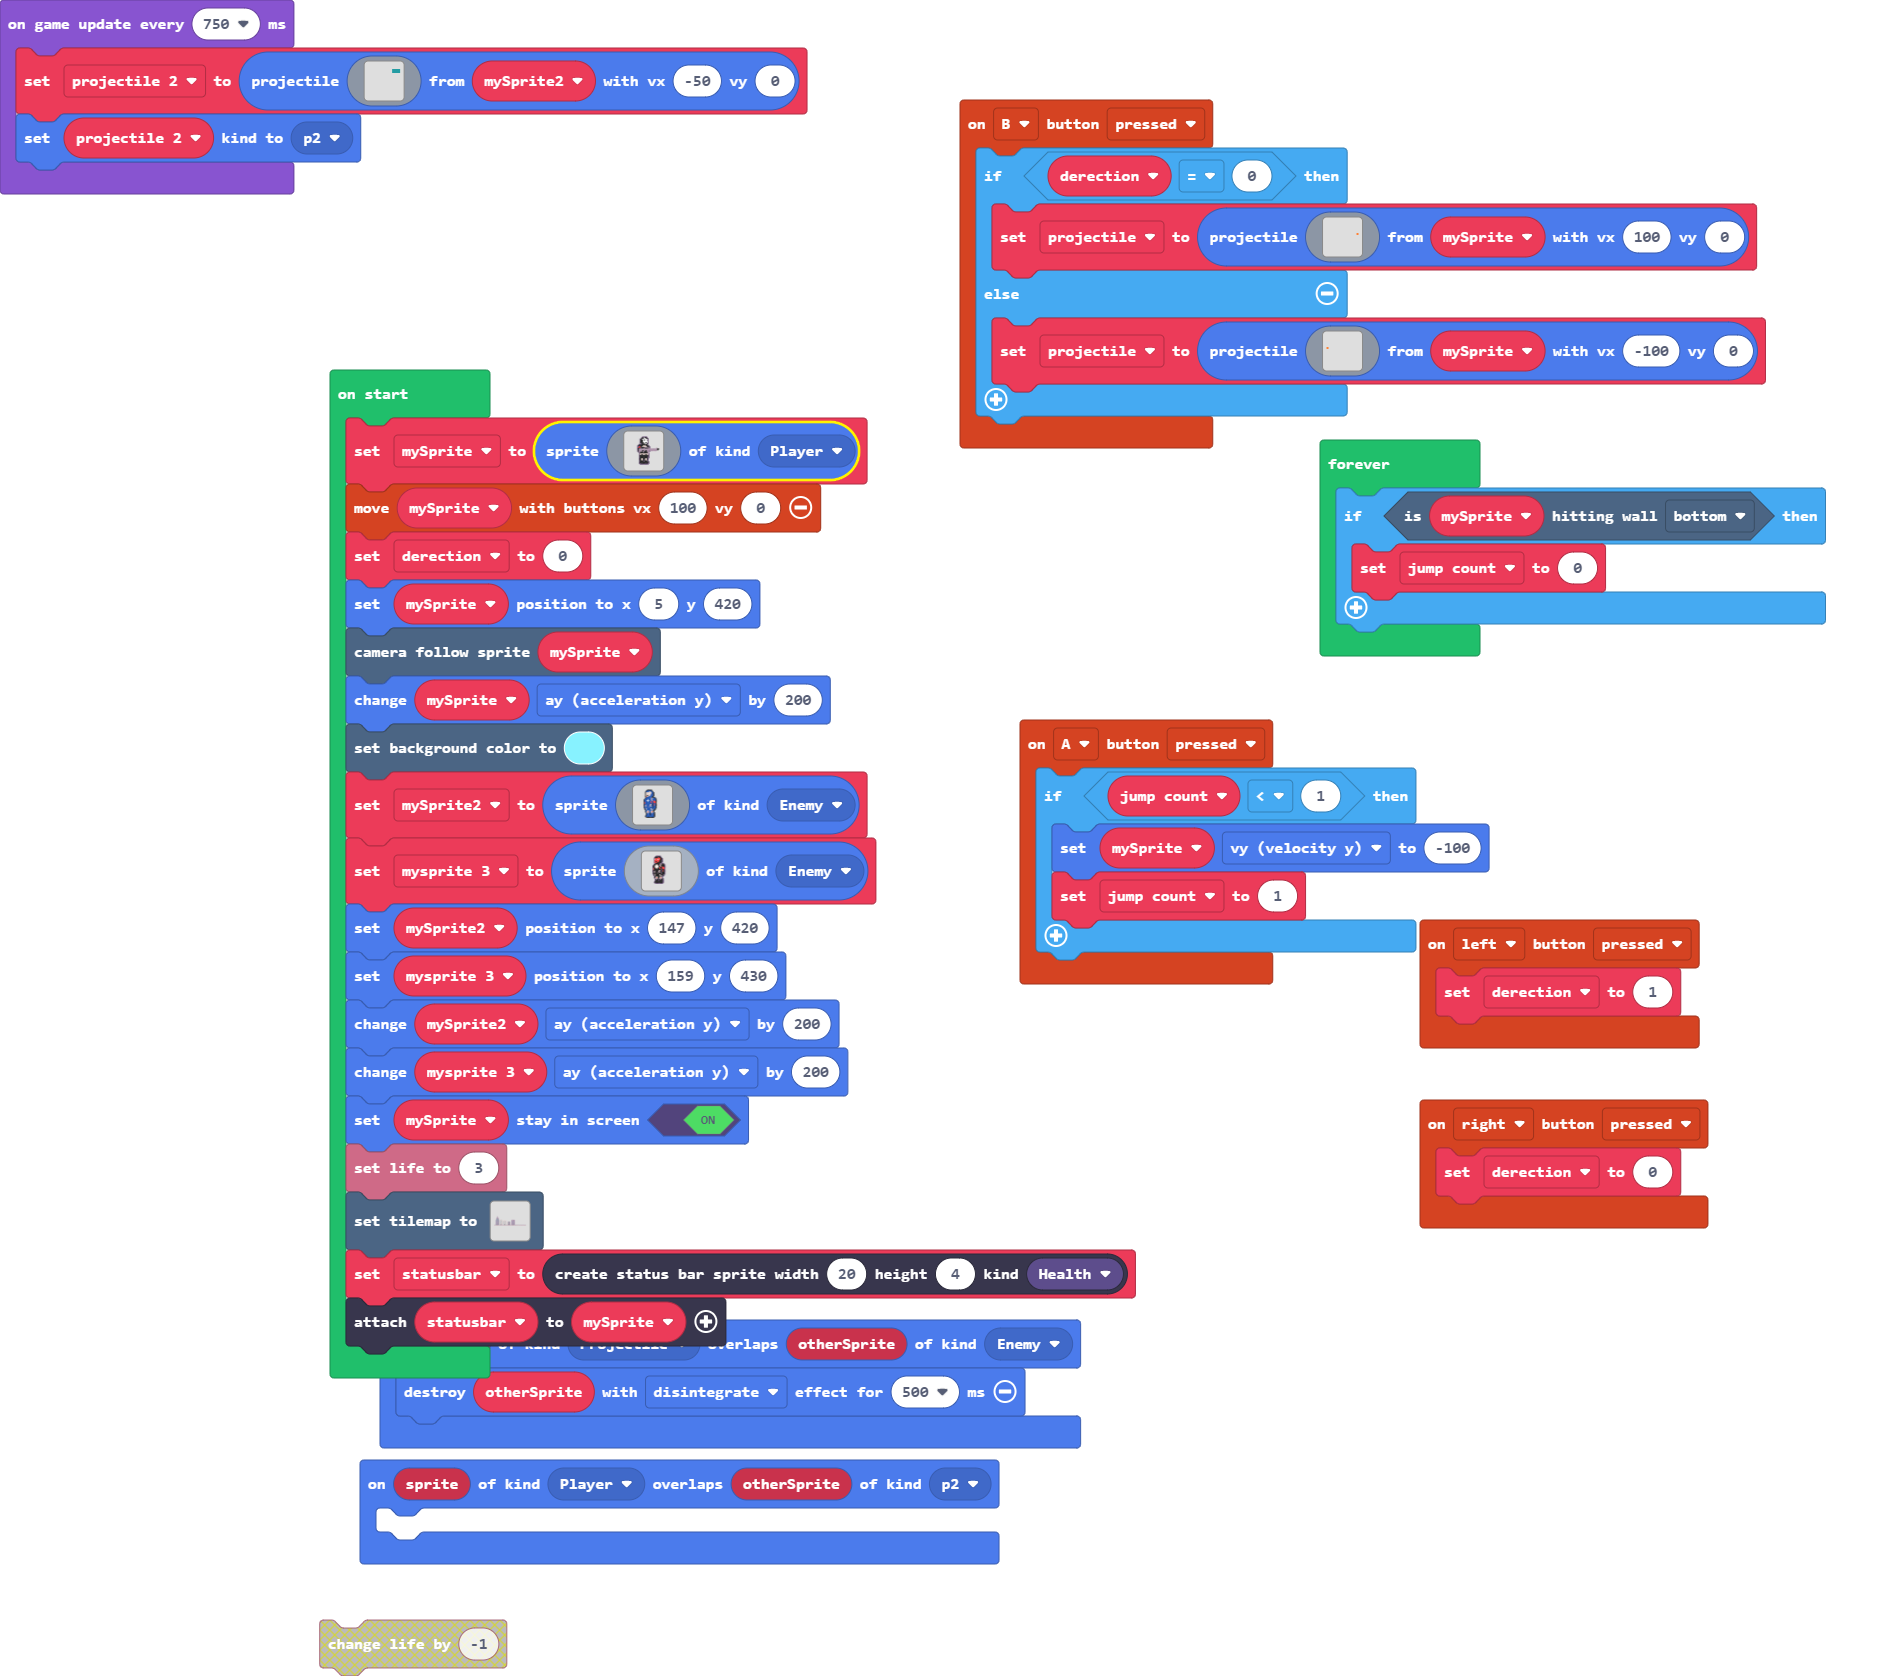 on game update every 750 ms
set projectile 2 to projectile from mySprite2 with vx -50 vy 0
set projectile 2 kind to p2
on B button pressed
if derection = 0 then
set projectile to projectile from mySprite with vx 100 vy 0
else
set projectile to projectile from mySprite with vx -100 vy 0
on start
set mySprite to sprite of kind Player
move mySprite with buttons vx 100 vy 0
set derection to 0
set mySprite position to x 5 y 420
camera follow sprite mySprite
change mySprite ay (acceleration y) by 200
set background color to
set mySprite2 to sprite of kind Enemy
set mysprite 3 to sprite of kind Enemy
set mySprite2 position to x 147 y 420
set mysprite 3 position to x 159 y 430
change mySprite2 ay (acceleration y) by 200
change mysprite 3 ay (acceleration y) by 200
set mySprite stay in screen ON
set life to 3
set tilemap to
set statusbar to create status bar sprite width 20 height 4 kind Health
attach statusbar to mySprite
forever
if is mySprite hitting wall bottom then
set jump count to 0
on A button pressed
if jump count < 1 then
set mySprite vy (velocity y) to -100
set jump count to 1
on left button pressed
set derection to 1
on right button pressed
set derection to 0
of kind Projectile overlaps otherSprite of kind Enemy
destroy otherSprite with disintegrate effect for 500 ms
on sprite of kind Player overlaps otherSprite of kind p2
change life by -1